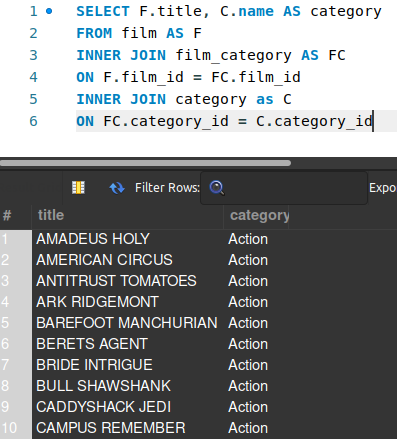 1 SELECT F.title, C.name AS category
2 FROM film AS F
3 INNER JOIN film_category AS FC
4 ON F.film_id = FC.film_id
5 INNER JOIN category as C
6 ON FC.category_id = C.category_id
Filter Rows: Expo
# title category
1 AMADEUS HOLY Action
2 AMERICAN CIRCUS Action
3 ANTITRUST TOMATOES Action
4 ARK RIDGEMONT Action
5 BAREFOOT MANCHURIAN Action
6 BERETS AGENT Action
7 BRIDE INTRIGUE Action
8 BULL SHAWSHANK Action
9 CADDYSHACK JEDI Action
10 CAMPUS REMEMBER Action